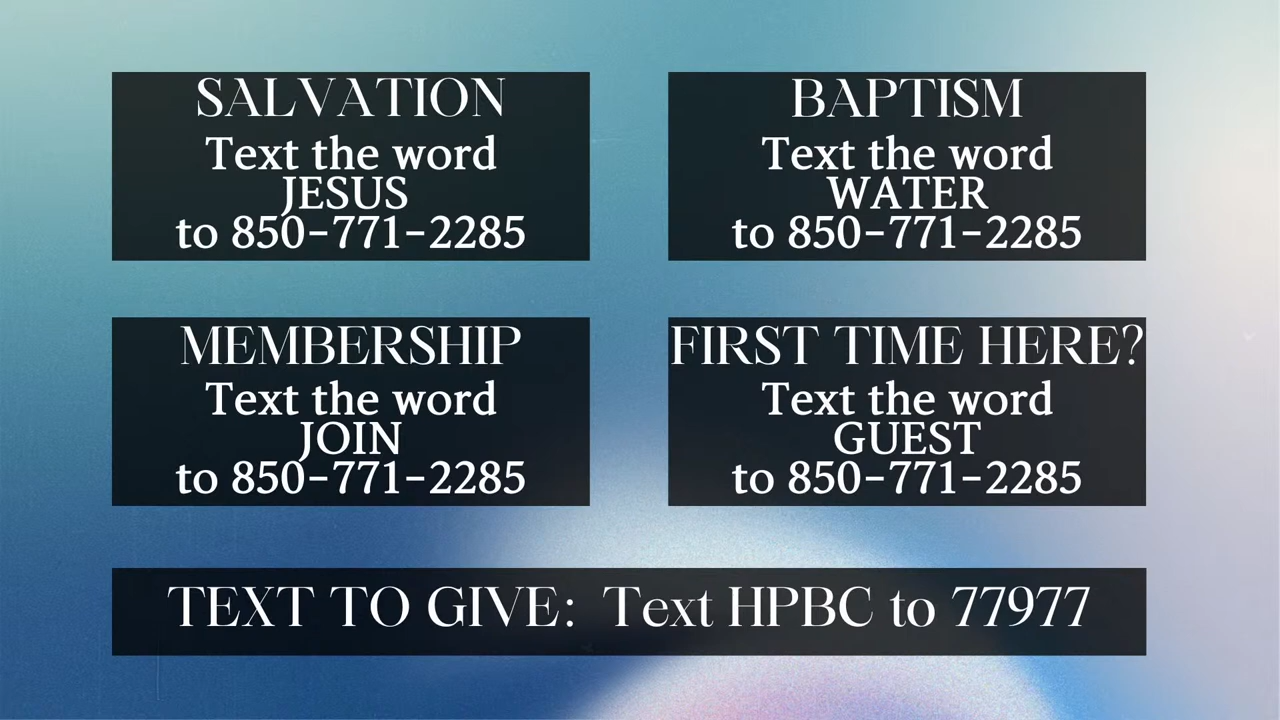 SALVATION
Text the word
JESUS
to 850-771-2285
BAPTISM
Text the word
WATER
to 850-771-2285
MEMBERSHIP
Text the word
JOIN
to 850-771-2285
FIRST TIME HERE?
Text the word
GUEST
to 850-771-2285
TEXT TO GIVE: Text HPBC to 77977